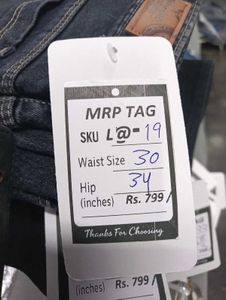 MRP TAG
SKU L@-19
Waist Size 30
Hip 34
(inches) Rs. 799/
Thanks For Choosing
(inches) Rs. 799/